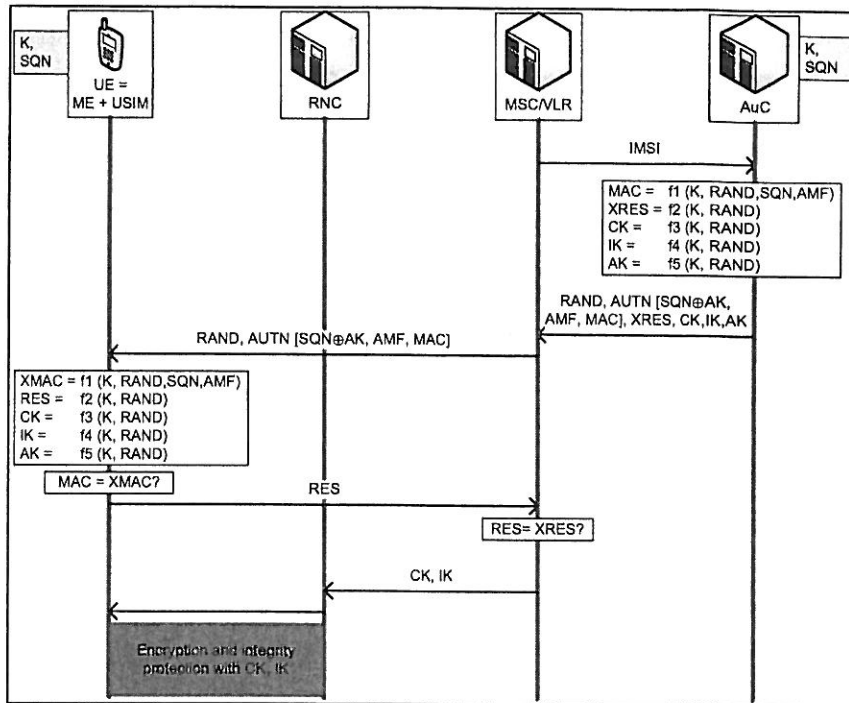 K,
SQN
UE =
ME + USIM
RNC
MSC/VLR
AuC
K,
SQN
IMSI
MAC = f1 (K, RAND,SQN,AMF)
XRES = f2 (K, RAND)
CK = f3 (K, RAND)
IK = f4 (K, RAND)
AK = f5 (K, RAND)
RAND, AUTN [SQN⊕AK,
AMF, MAC], XRES, CK,IK,AK
RAND, AUTN [SQN⊕AK, AMF, MAC]
XMAC = f1 (K, RAND,SQN,AMF)
RES = f2 (K, RAND)
CK = f3 (K, RAND)
IK = f4 (K, RAND)
AK = f5 (K, RAND)
MAC = XMAC?
RES
RES= XRES?
CK, IK
Encryption and integrity
protection with CK, IK